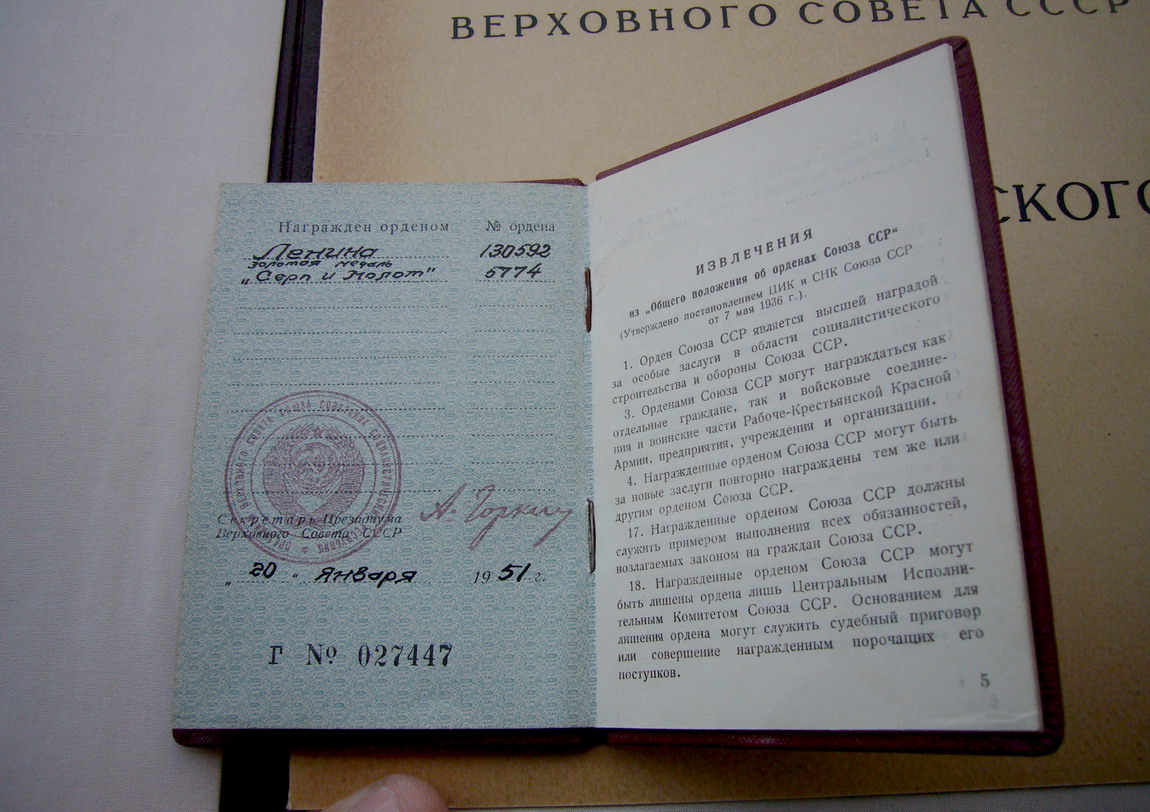 ВЕРХОВНОГО СОВЕТА СССР
СКОГО
Награжден орденом № ордена
Ленина 130592
золотая медаль
„Серп и Молот" 5774
Секретарь Президиума
Верховного Совета СССР
А. Горкин
„ 20 " января 1951 г.
Г № 027447
ИЗВЛЕЧЕНИЯ
из „Общего положения об орденах Союза ССР“
(Утверждено постановлением ЦИК и СНК Союза ССР
от 7 мая 1936 г.).
1. Орден Союза ССР является высшей наградой
за особые заслуги в области социалистического
строительства и обороны Союза ССР.
3. Орденами Союза ССР могут награждаться как
отдельные граждане, так и войсковые соедине-
ния и воинские части Рабоче-Крестьянской Красной
Армии, предприятия, учреждения и организации.
4. Награжденные орденом Союза ССР могут быть
за новые заслуги повторно награждены тем же или
другим орденом Союза ССР.
17. Награжденные орденом Союза ССР должны
служить примером выполнения всех обязанностей,
возлагаемых законом на граждан Союза ССР.
18. Награжденные орденом Союза ССР могут
быть лишены ордена лишь Центральным Исполни-
тельным Комитетом Союза ССР. Основанием для
лишения ордена могут служить судебный приговор
или совершение награжденным порочащих его
поступков.
5